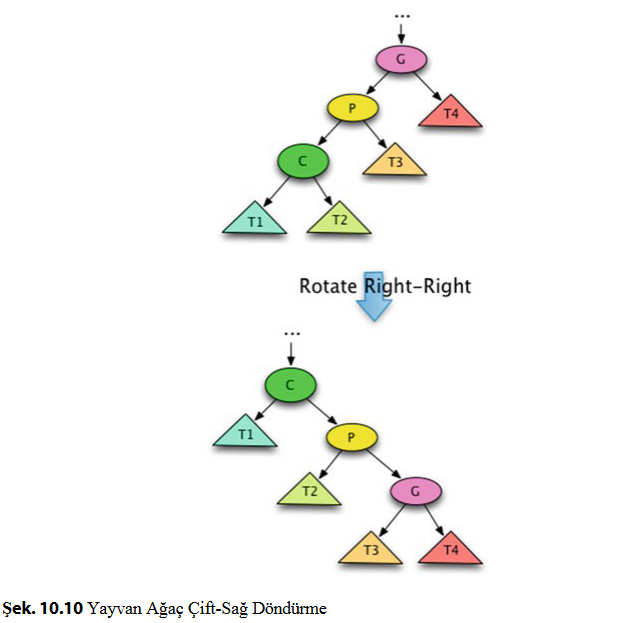 ...
G
P
T4
C
T3
T1
T2
Rotate Right-Right
...
C
T1
P
T2
G
T3
T4
Şek. 10.10 Yayvan Ağaç Çift-Sağ Döndürme